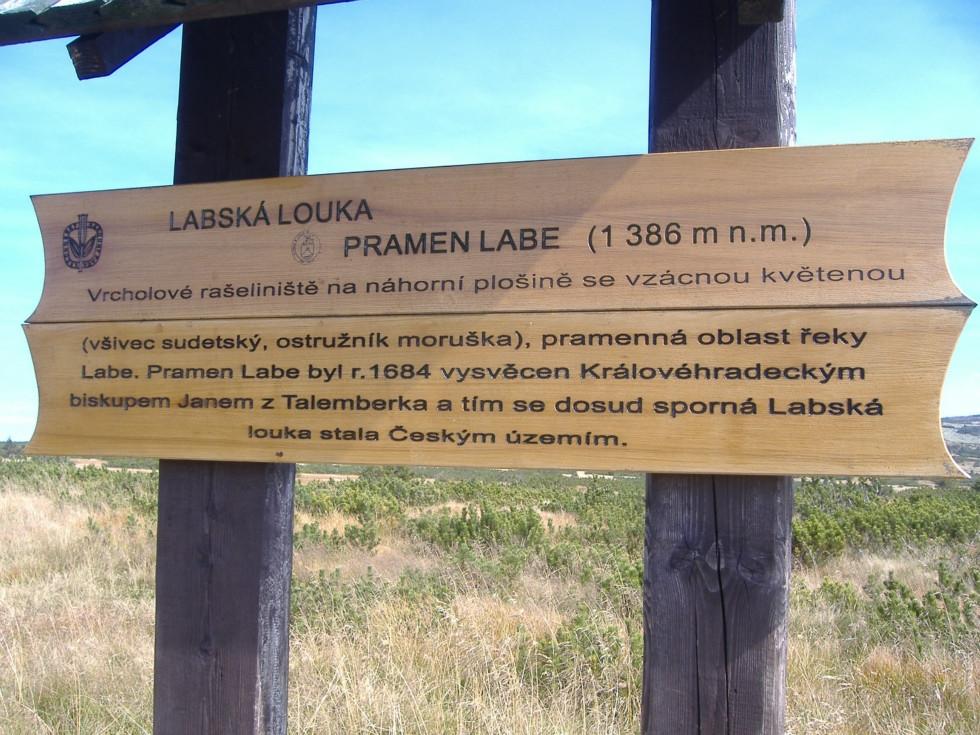 LABSKÁ LOUKA
PRAMEN LABE (1 386 m n.m.)
Vrcholové rašeliniště na náhorní plošině se vzácnou květenou
(všivec sudetský, ostružník moruška), pramenná oblast řeky
Labe. Pramen Labe byl r.1684 vysvěcen Královéhradeckým
biskupem Janem z Talemberka a tím se dosud sporná Labská
louka stala Českým územím.